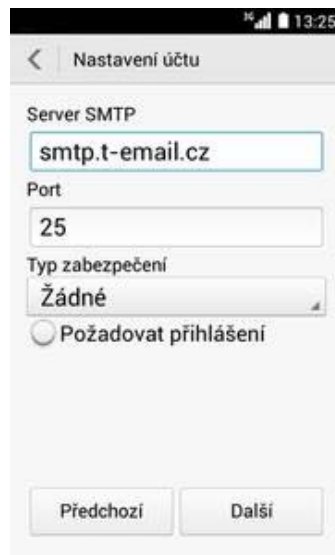 13:25
Nastavení účtu
Server SMTP
smtp.t-email.cz
Port
25
Typ zabezpečení
Žádné
Požadovat přihlášení
Předchozí
Další